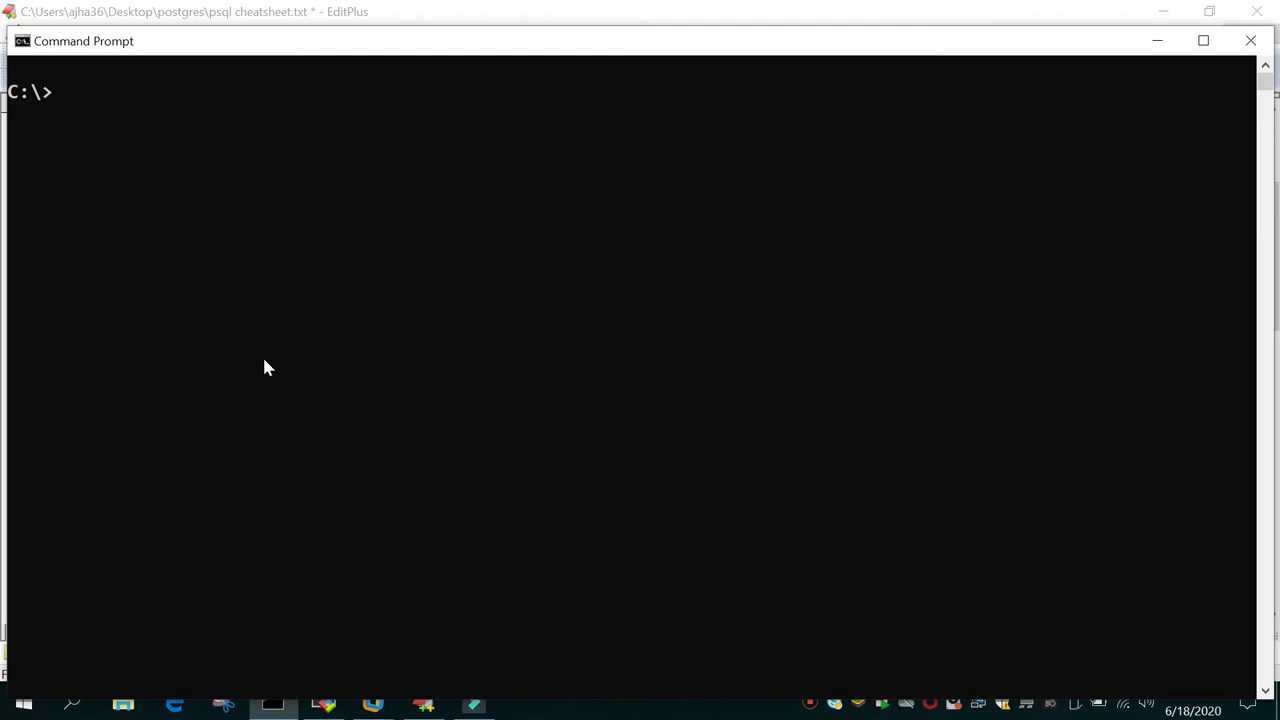 C:\Users\ajha36\Desktop\postgres\psql cheatsheet.txt * - EditPlus
Command Prompt
C:\>
6/18/2020